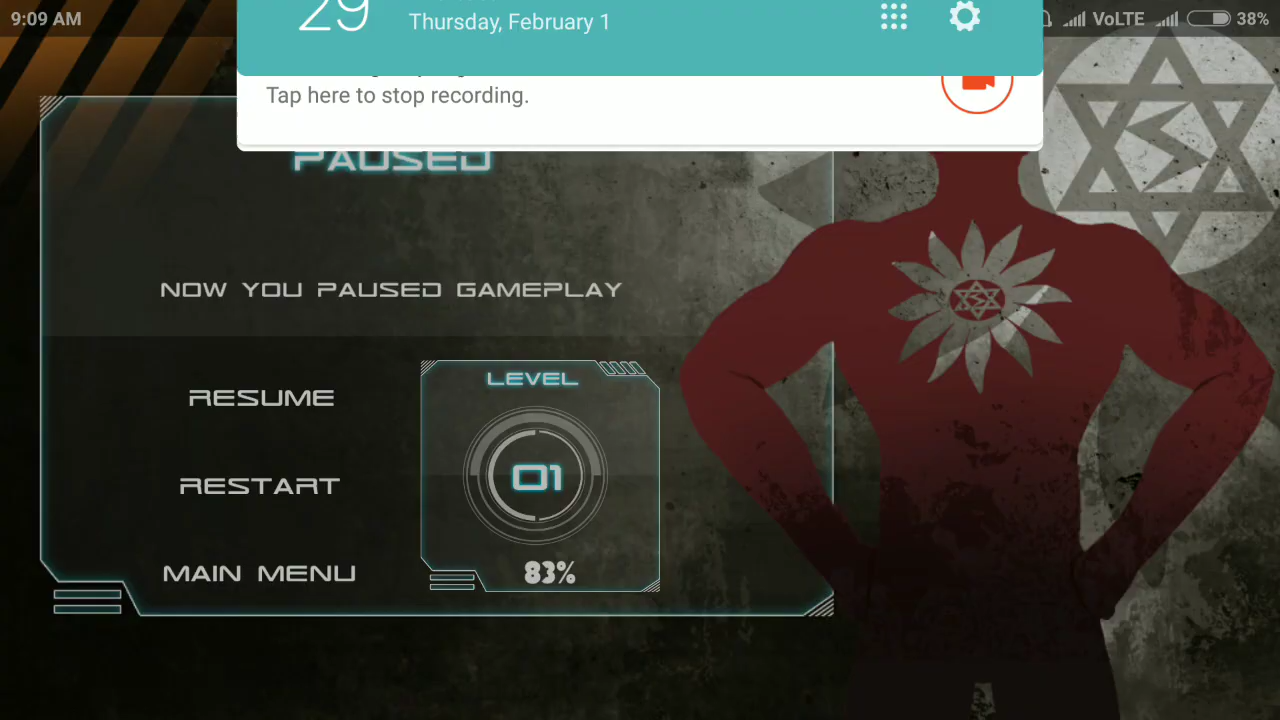 9:09 AM
29
Thursday, February 1
VoLTE
38%
Tap here to stop recording.
PAUSED
NOW YOU PAUSED GAMEPLAY
RESUME
RESTART
MAIN MENU
LEVEL
01
83%